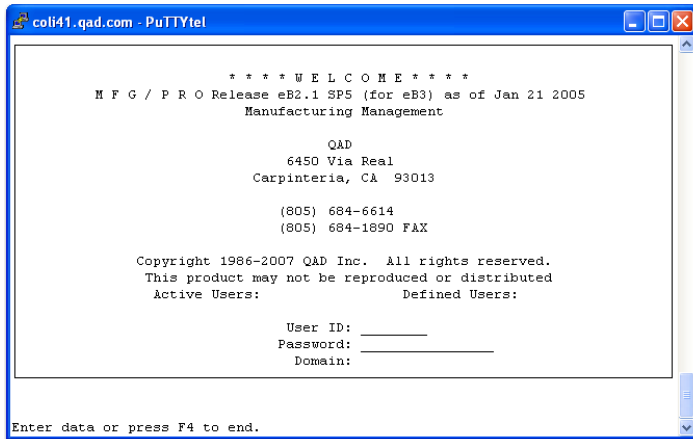 coli41.qad.com - PuTTYtel
* * * * W E L C O M E * * * *
M F G / P R O Release eB2.1 SP5 (for eB3) as of Jan 21 2005
Manufacturing Management
QAD
6450 Via Real
Carpinteria, CA 93013
(805) 684-6614
(805) 684-1890 FAX
Copyright 1986-2007 QAD Inc. All rights reserved.
This product may not be reproduced or distributed
Active Users: Defined Users:
User ID:
Password:
Domain:
Enter data or press F4 to end.